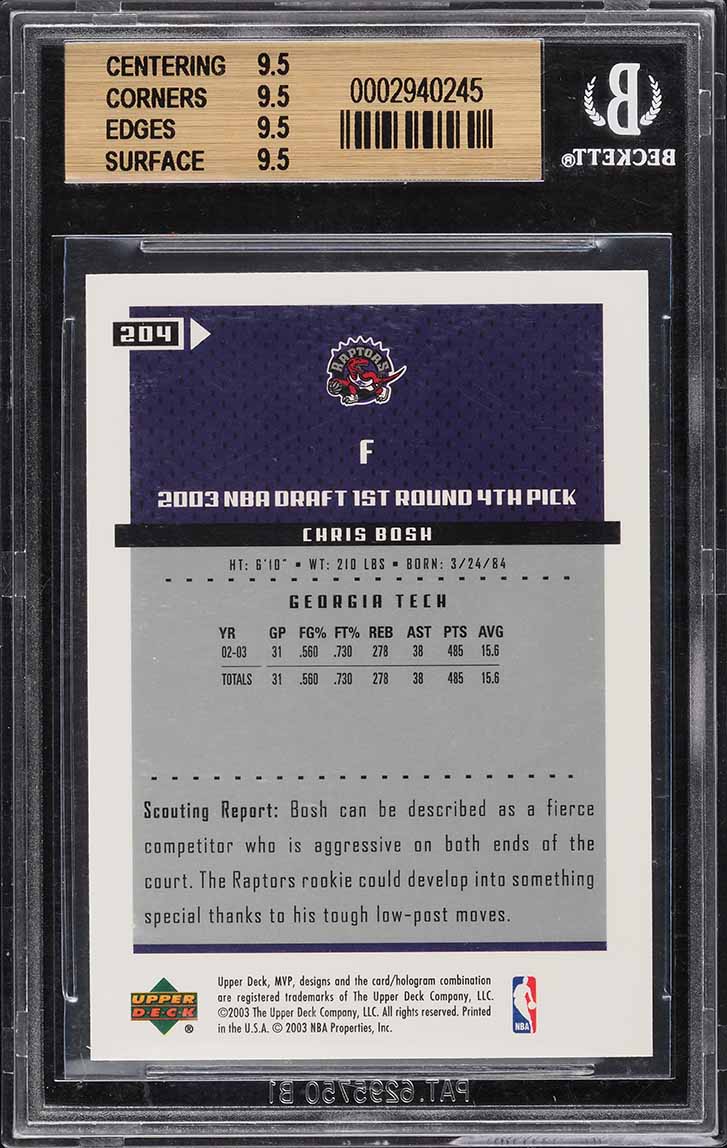 CENTERING 9.5
CORNERS 9.5
EDGES 9.5
SURFACE 9.5
0002940245
B
BECKETT®
204
RAPTORS
F
2003 NBA DRAFT 1ST ROUND 4TH PICK
CHRIS BOSH
HT: 6'10" ▪ WT: 210 LBS ▪ BORN: 3/24/84
GEORGIA TECH
YR GP FG% FT% REB AST PTS AVG
02-03 31 .560 .730 278 38 485 15.6
TOTALS 31 .560 .730 278 38 485 15.6
Scouting Report: Bosh can be described as a fierce
competitor who is aggressive on both ends of the
court. The Raptors rookie could develop into something
special thanks to his tough low-post moves.
UPPER
DECK
®
Upper Deck, MVP, designs and the card/hologram combination
are registered trademarks of The Upper Deck Company, LLC.
©2003 The Upper Deck Company, LLC. All rights reserved. Printed
in the U.S.A. © 2003 NBA Properties, Inc.
NBA
PAT.6295750 B1